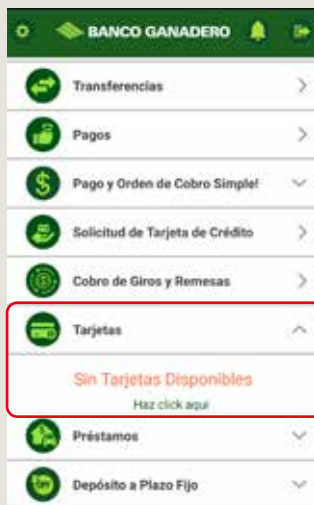 BANCO GANADERO
Transferencias
Pagos
Pago y Orden de Cobro Simple!
Solicitud de Tarjeta de Crédito
Cobro de Giros y Remesas
Tarjetas
Sin Tarjetas Disponibles
Haz click aqui
Préstamos
Depósito a Plazo Fijo